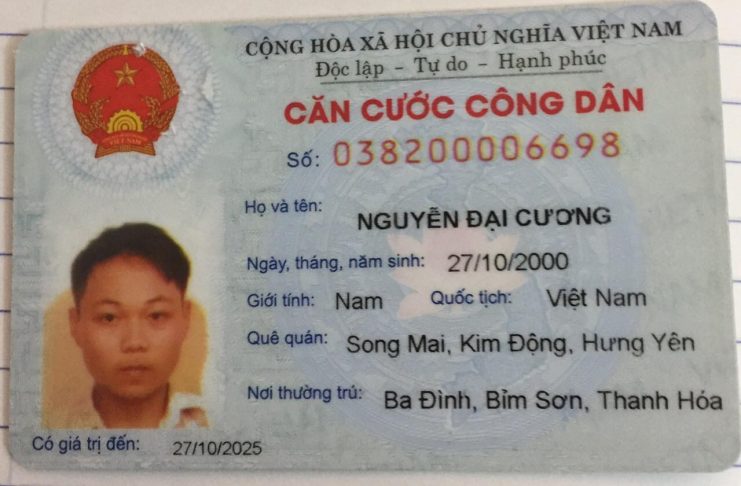 CỘNG HÒA XÃ HỘI CHỦ NGHĨA VIỆT NAM
Độc lập - Tự do - Hạnh phúc
CĂN CƯỚC CÔNG DÂN
Số: 038200006698
Họ và tên: NGUYỄN ĐẠI CƯƠNG
Ngày, tháng, năm sinh: 27/10/2000
Giới tính: Nam Quốc tịch: Việt Nam
Quê quán: Song Mai, Kim Động, Hưng Yên
Nơi thường trú: Ba Đình, Bỉm Sơn, Thanh Hóa
Có giá trị đến: 27/10/2025